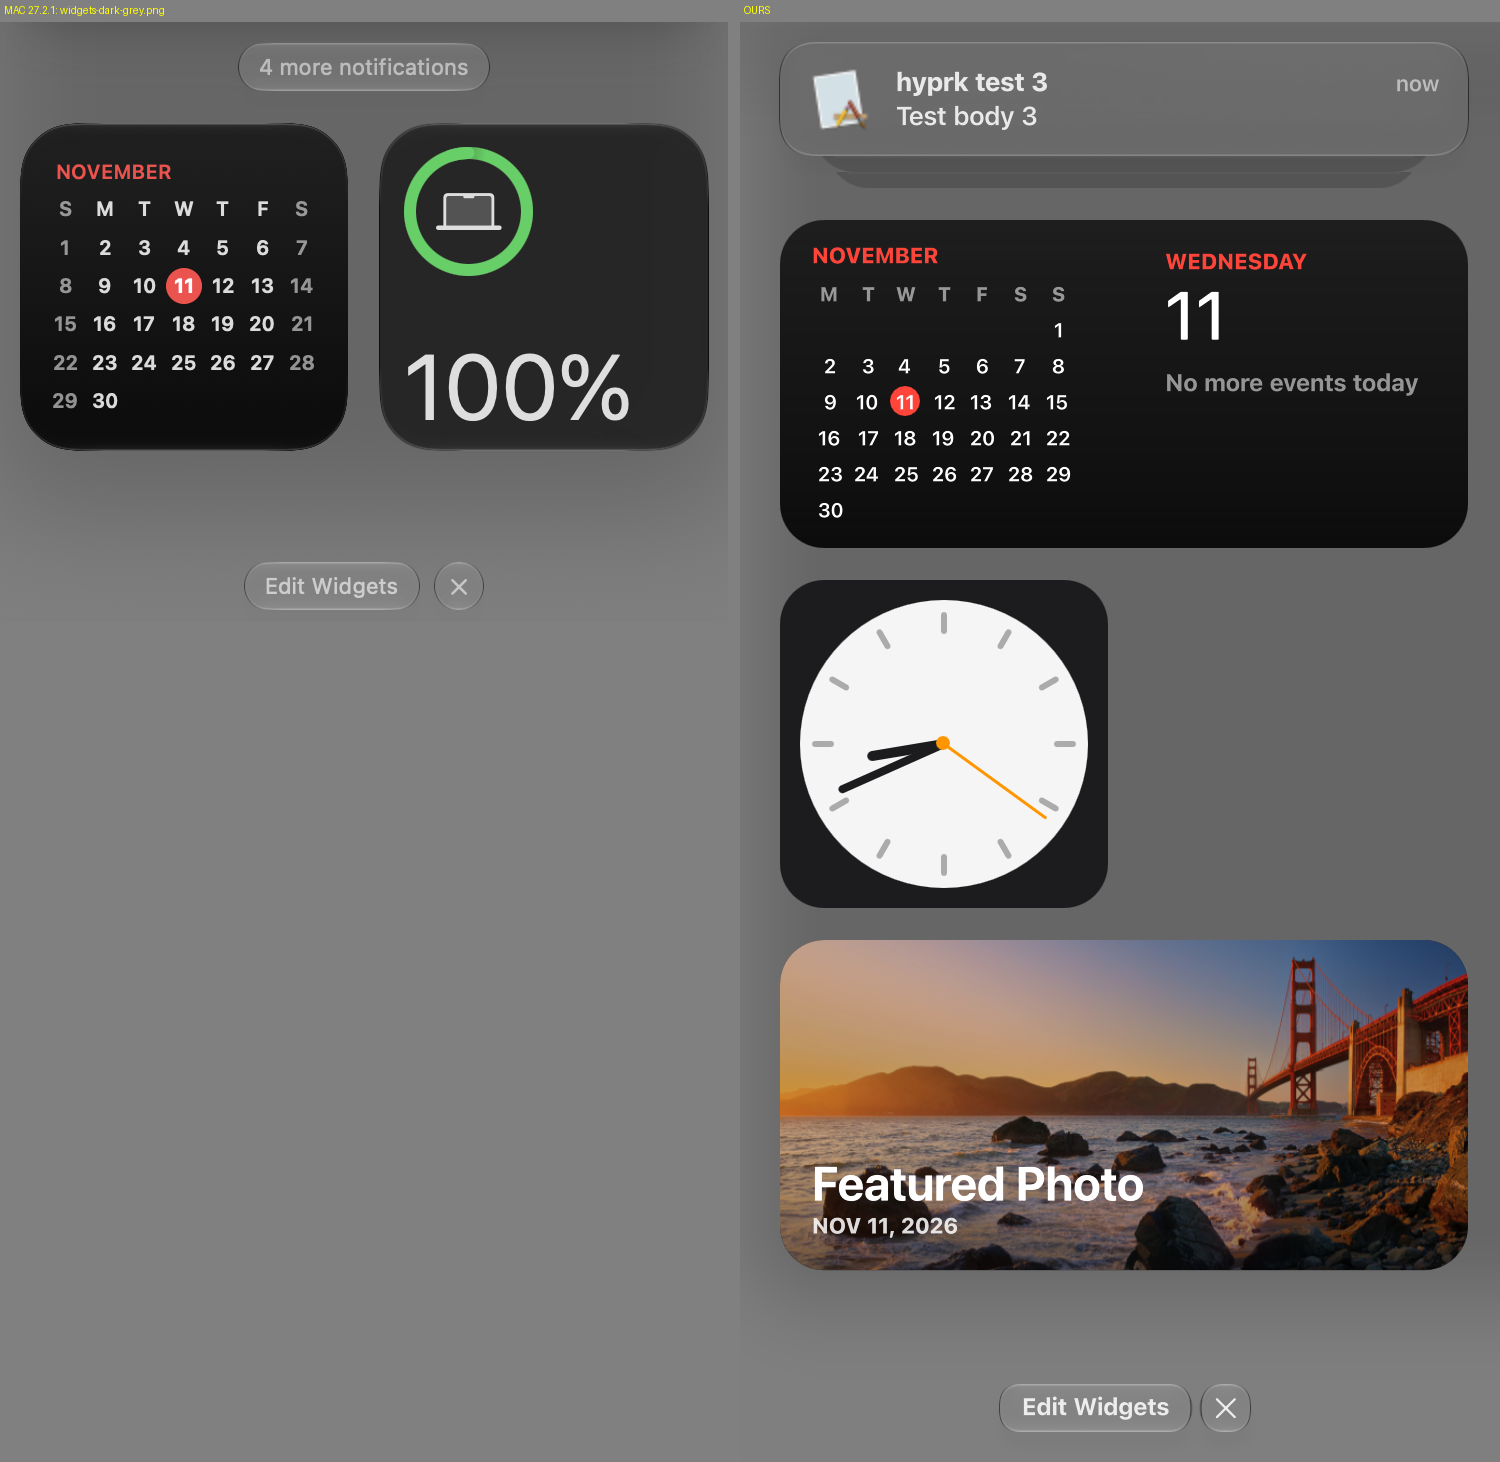 MAC 27.2.1: widgets-dark-grey.png
4 more notifications
NOVEMBER
S M T W T F S
1 2 3 4 5 6 7
8 9 10 11 12 13 14
15 16 17 18 19 20 21
22 23 24 25 26 27 28
29 30
100%
Edit Widgets
OURS
hyprk test 3
now
Test body 3
NOVEMBER
M T W T F S S
1
2 3 4 5 6 7 8
9 10 11 12 13 14 15
16 17 18 19 20 21 22
23 24 25 26 27 28 29
30
WEDNESDAY
11
No more events today
Featured Photo
NOV 11, 2026
Edit Widgets